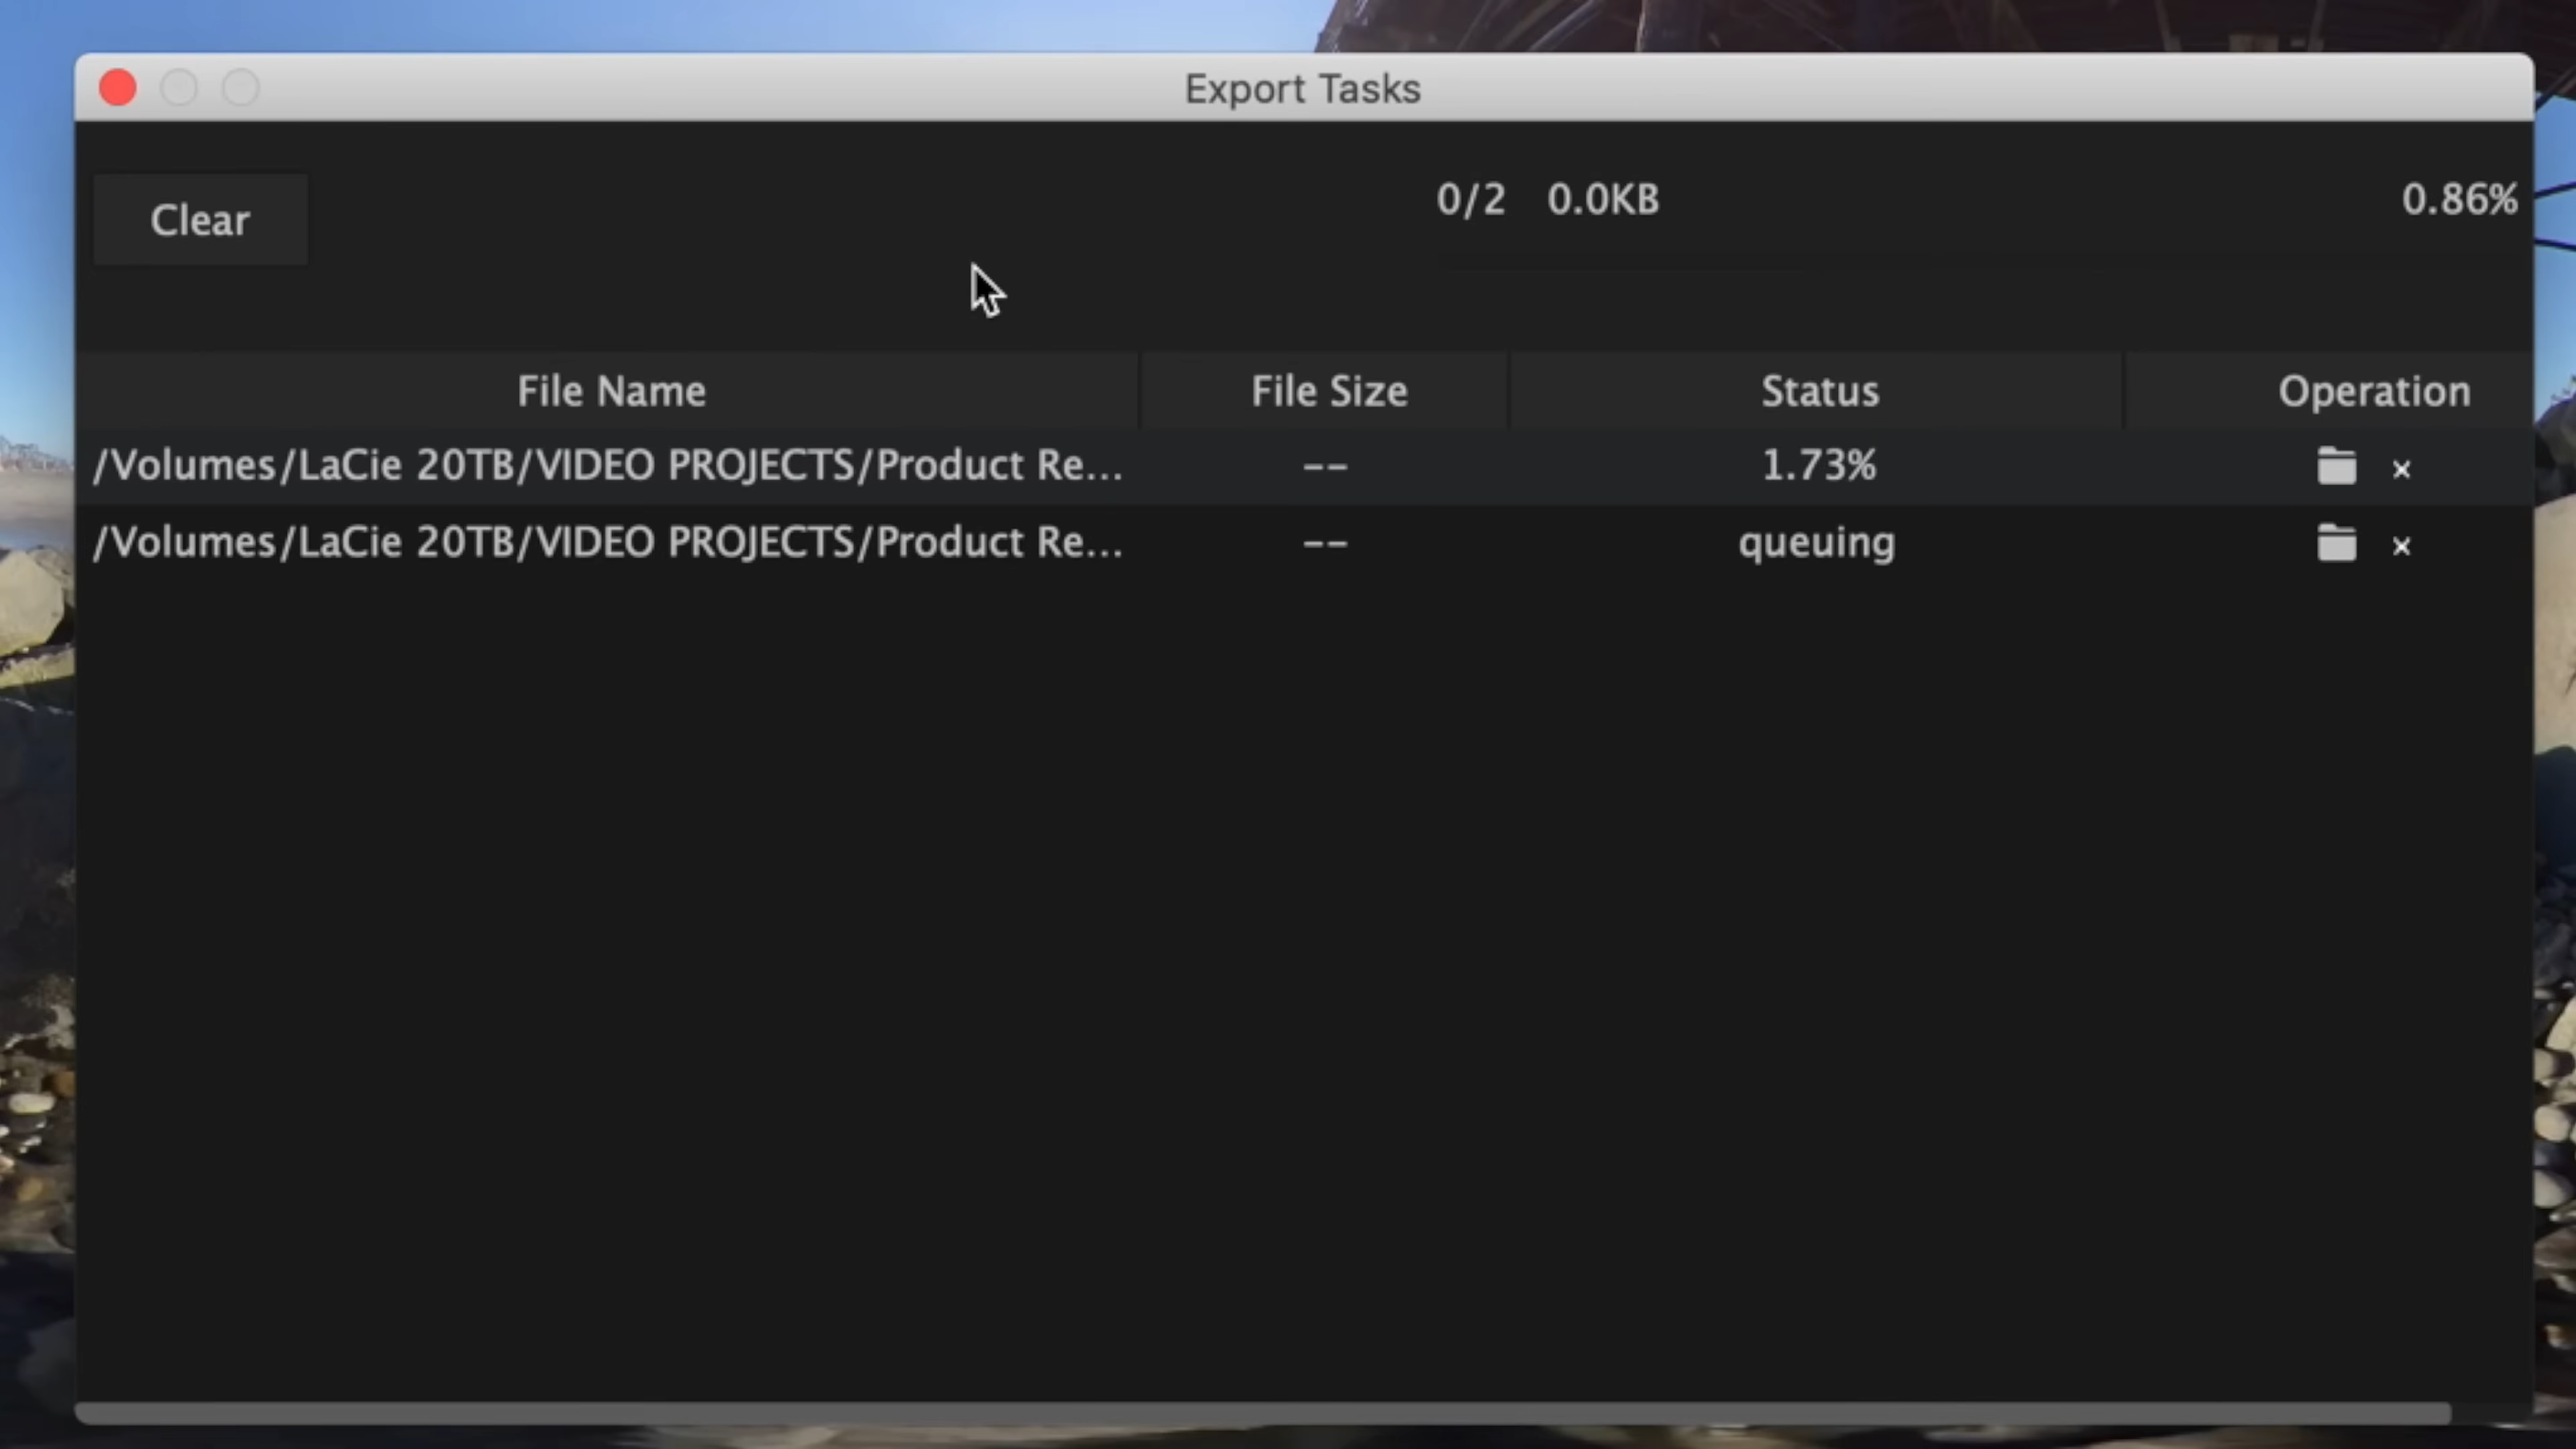 Export Tasks
Clear
0/2 0.0KB 0.86%
File Name File Size Status Operation
/Volumes/LaCie 20TB/VIDEO PROJECTS/Product Re... -- 1.73% ×
/Volumes/LaCie 20TB/VIDEO PROJECTS/Product Re... -- queuing ×